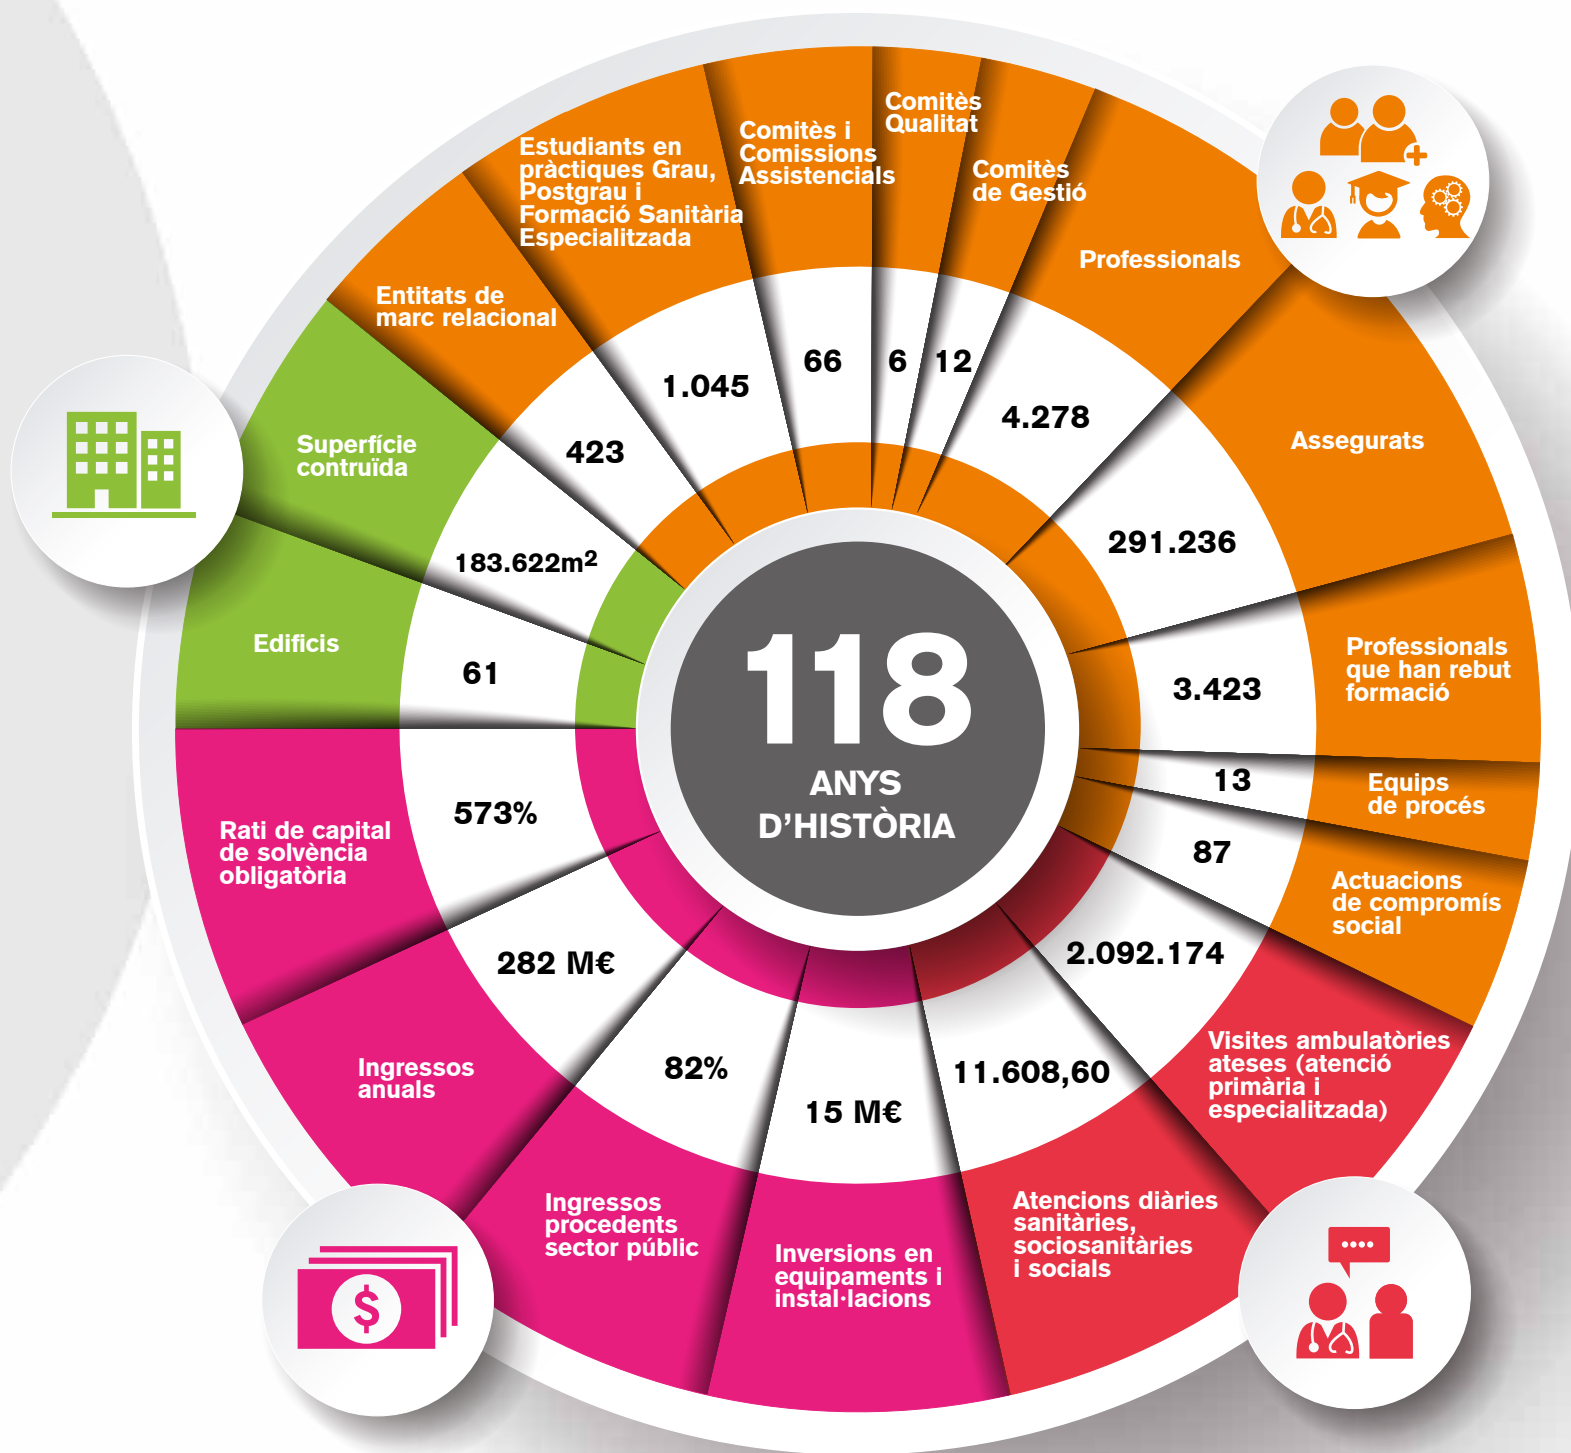 118
ANYS
D'HISTÒRIA
Comitès
Qualitat
6
Comitès
de Gestió
12
Professionals
4.278
Assegurats
291.236
Professionals
que han rebut
formació
3.423
Equips
de procés
13
Actuacions
de compromís
social
87
Visites ambulatòries
ateses (atenció
primària i
especialitzada)
2.092.174
Atencions diàries
sanitàries,
sociosanitàries
i socials
11.608,60
Inversions en
equipaments i
instal·lacions
15 M€
Ingressos
procedents
sector públic
82%
Ingressos
anuals
282 M€
Rati de capital
de solvència
obligatòria
573%
Edificis
61
Superfície
contruïda
183.622m²
Entitats de
marc relacional
423
Estudiants en
pràctiques Grau,
Postgrau i
Formació Sanitària
Especialitzada
1.045
Comitès i
Comissions
Assistencials
66
$